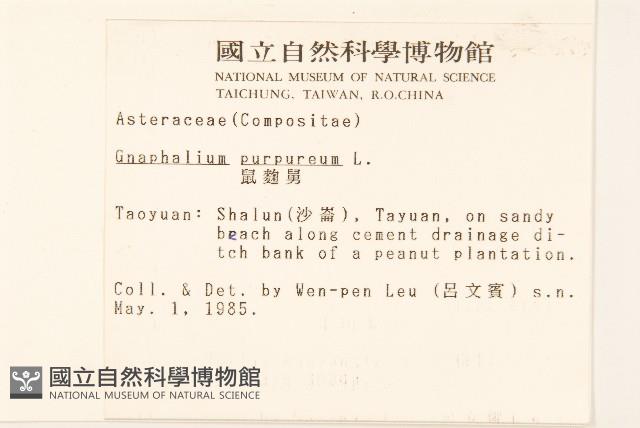 國立自然科學博物館
NATIONAL MUSEUM OF NATURAL SCIENCE
TAICHUNG, TAIWAN, R.O.CHINA
Asteraceae(Compositae)
Gnaphalium purpureum L.
鼠麴舅
Taoyuan: Shalun(沙崙), Tayuan, on sandy
beach along cement drainage di-
tch bank of a peanut plantation.
Coll. & Det. by Wen-pen Leu (呂文賓) s.n.
May. 1, 1985.
國立自然科學博物館
NATIONAL MUSEUM OF NATURAL SCIENCE